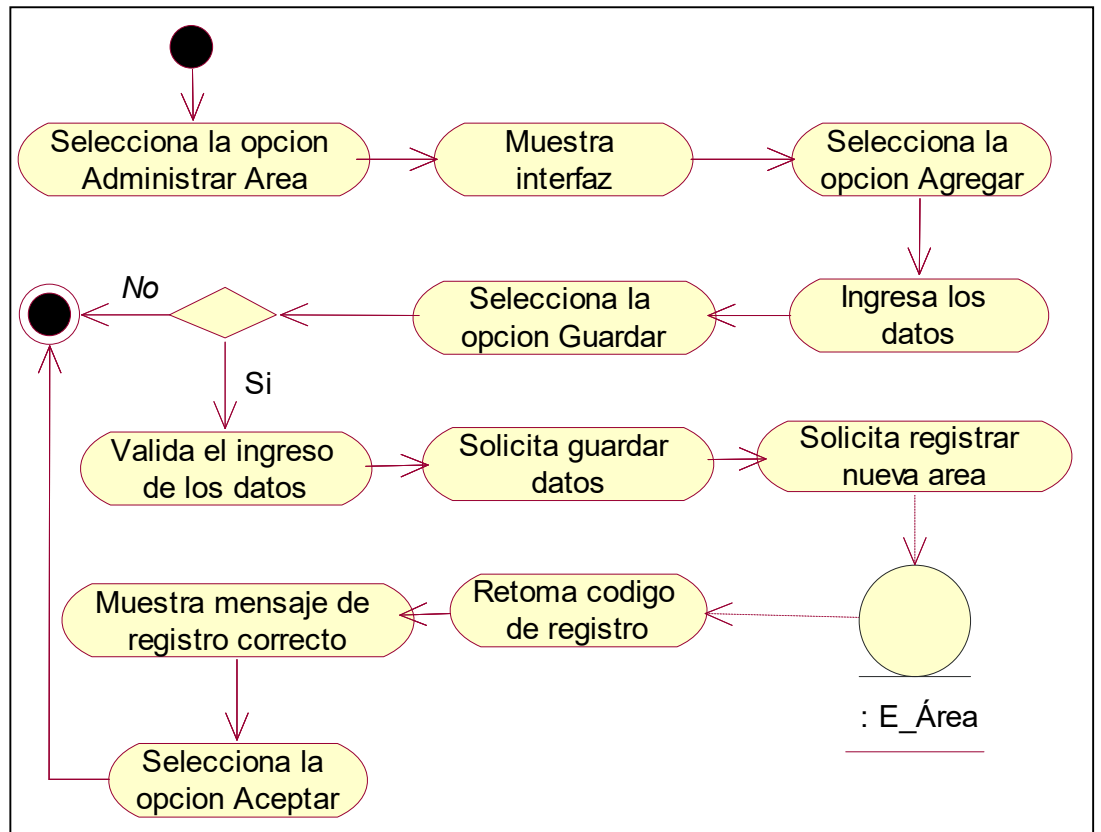 Selecciona la opcion
Administrar Area
Muestra
interfaz
Selecciona la
opcion Agregar
No
Selecciona la
opcion Guardar
Ingresa los
datos
Si
Valida el ingreso
de los datos
Solicita guardar
datos
Solicita registrar
nueva area
Muestra mensaje de
registro correcto
Retoma codigo
de registro
: E_Área
Selecciona la
opcion Aceptar